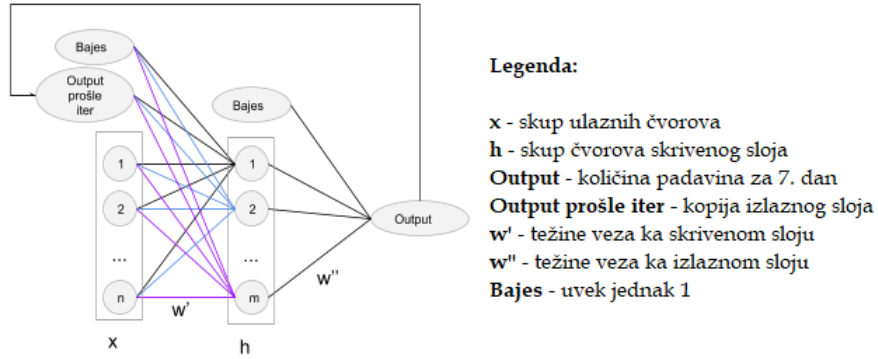 Bajes
Output
prošle
iter
Bajes
1
2
...
n
1
2
...
m
Output
w'
w''
x
h
Legenda:
x - skup ulaznih čvorova
h - skup čvorova skrivenog sloja
Output - količina padavina za 7. dan
Output prošle iter - kopija izlaznog sloja
w' - težine veza ka skrivenom sloju
w" - težine veza ka izlaznom sloju
Bajes - uvek jednak 1